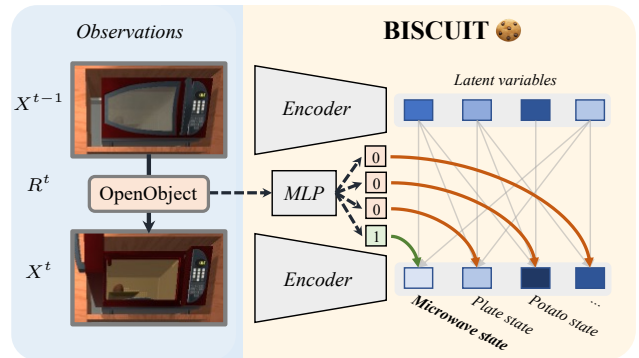 Observations
BISCUIT
X^{t−1}
Encoder
Latent variables
R^t
OpenObject
MLP
0
0
0
1
X^t
Encoder
Microwave state
Plate state
Potato state
...